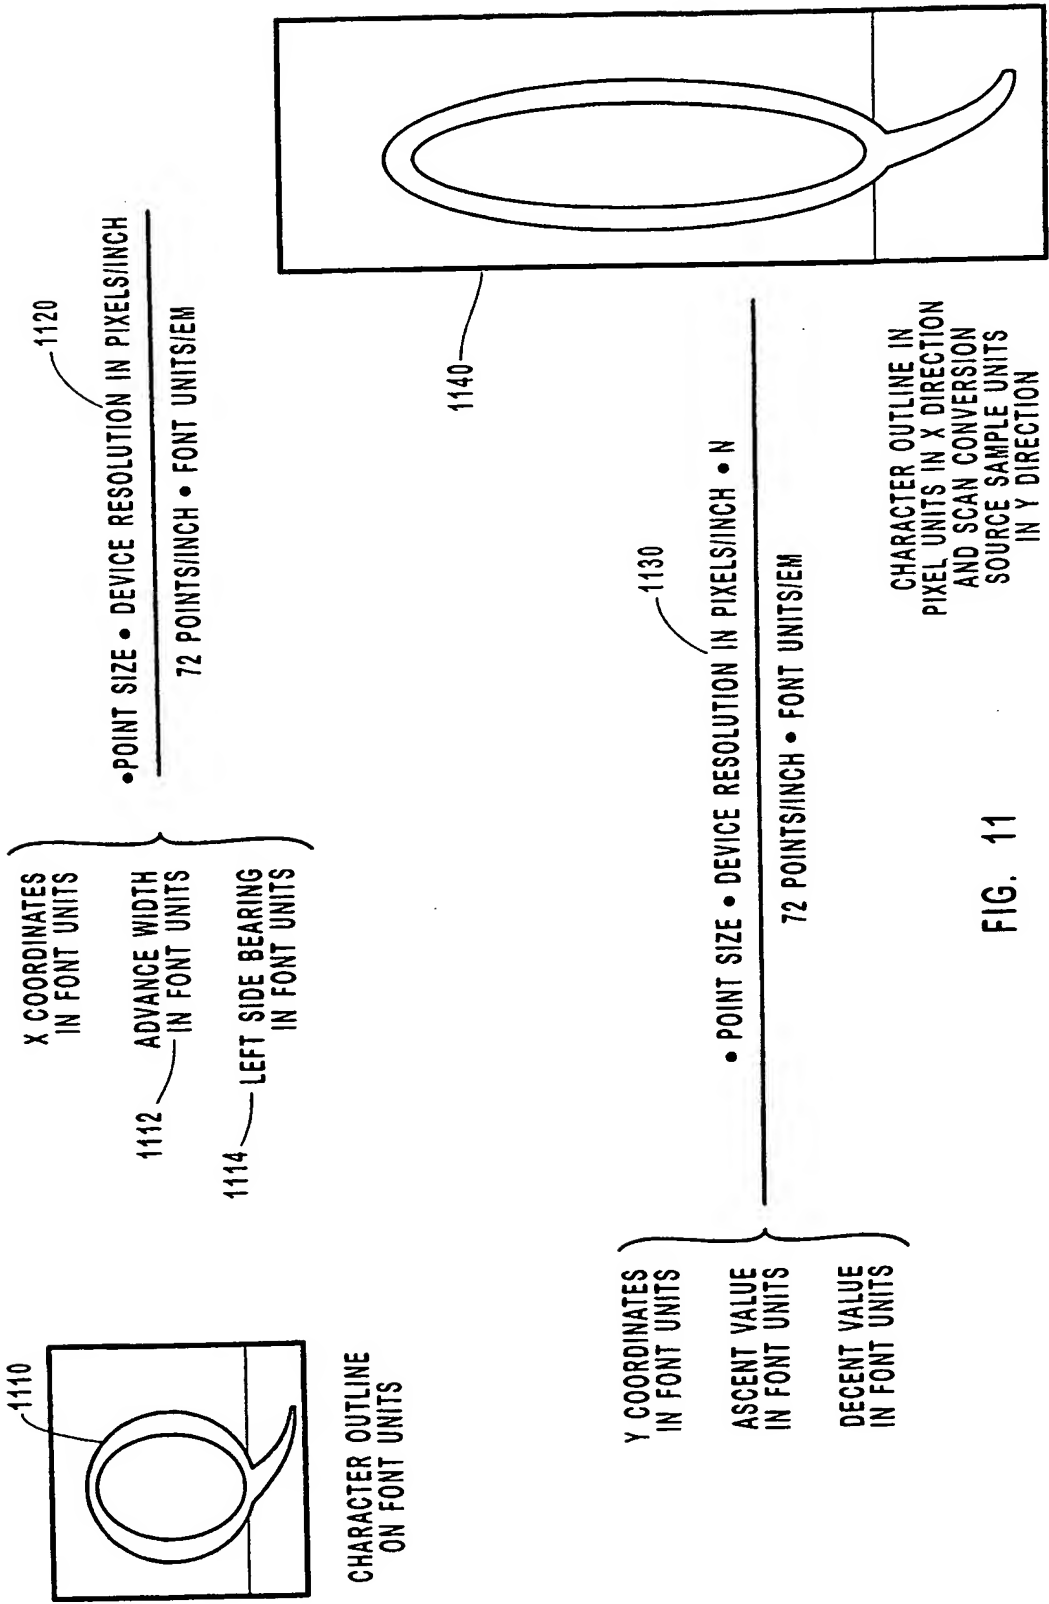 1110
CHARACTER OUTLINE
ON FONT UNITS
X COORDINATES
IN FONT UNITS
1112
ADVANCE WIDTH
IN FONT UNITS
1114
LEFT SIDE BEARING
IN FONT UNITS
1120
•POINT SIZE • DEVICE RESOLUTION IN PIXELS/INCH
72 POINTS/INCH • FONT UNITS/EM
Y COORDINATES
IN FONT UNITS
ASCENT VALUE
IN FONT UNITS
DECENT VALUE
IN FONT UNITS
1130
• POINT SIZE • DEVICE RESOLUTION IN PIXELS/INCH • N
72 POINTS/INCH • FONT UNITS/EM
1140
CHARACTER OUTLINE IN
PIXEL UNITS IN X DIRECTION
AND SCAN CONVERSION
SOURCE SAMPLE UNITS
IN Y DIRECTION
FIG. 11